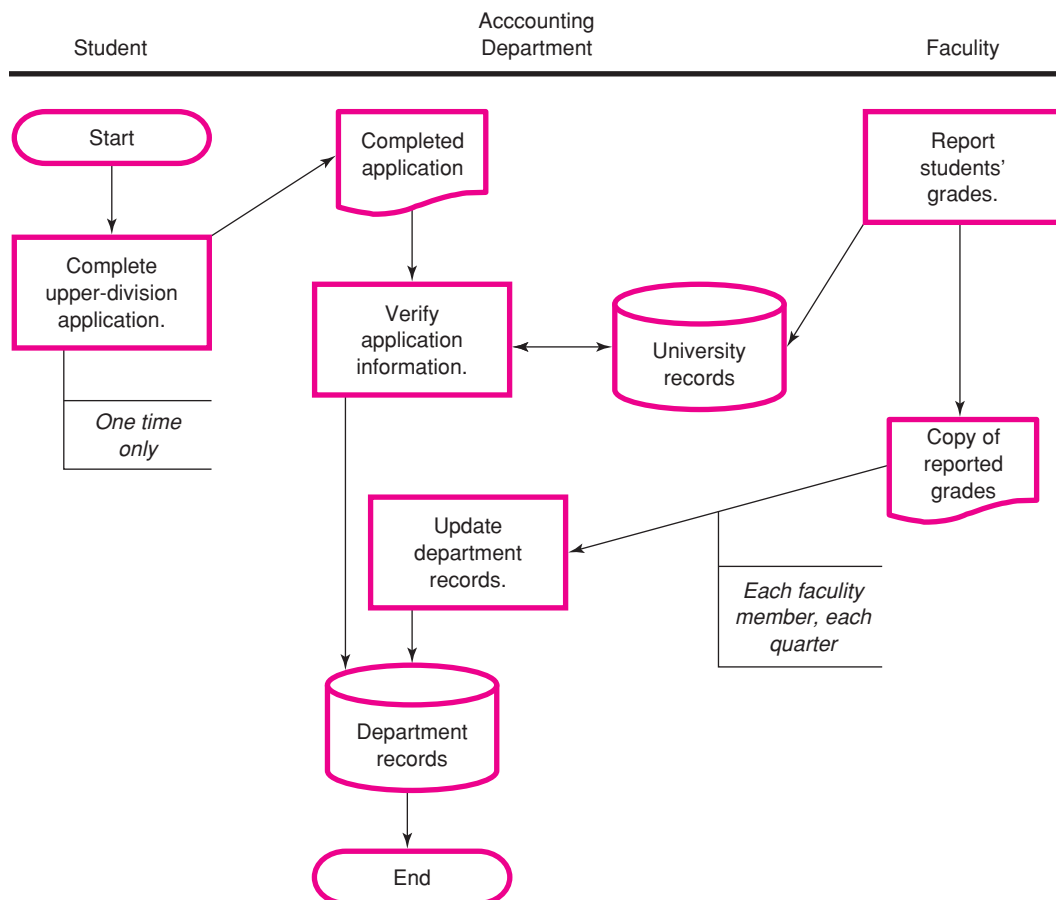 Student
Acccounting
Department
Faculty
Start
Completed
application
Report
students’
grades.
Complete
upper-division
application.
Verify
application
information.
University
records
One time
only
Copy of
reported
grades
Update
department
records.
Each faculity
member, each
quarter
Department
records
End